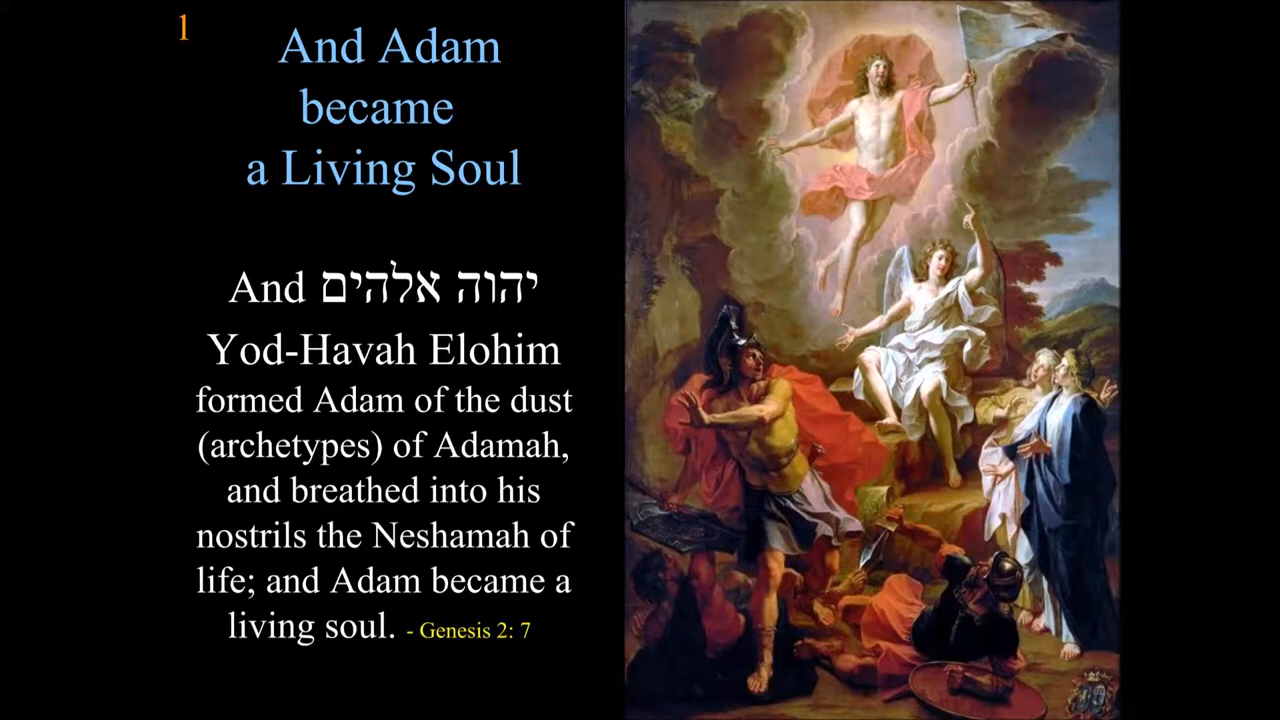 1
And Adam
became
a Living Soul
And יהוה אלהים
Yod-Havah Elohim
formed Adam of the dust
(archetypes) of Adamah,
and breathed into his
nostrils the Neshamah of
life; and Adam became a
living soul. - Genesis 2: 7